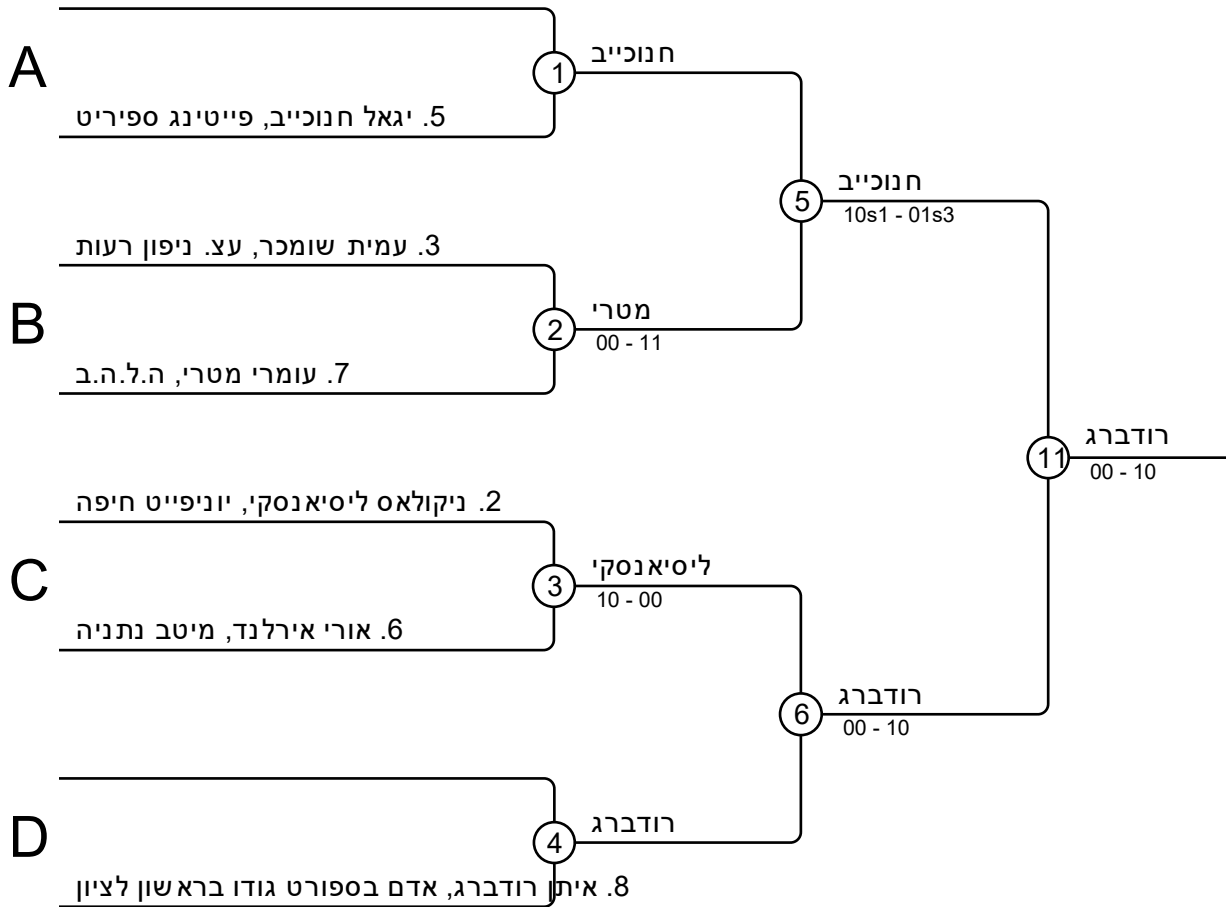 A
1
חנוכייב
5. יגאל חנוכייב, פייטינג ספיריט
5
חנוכייב
10s1 - 01s3
3. עמית שומכר, עצ. ניפון רעות
B
2
מטרי
00 - 11
7. עומרי מטרי, ה.ל.ה.ב
11
רודברג
00 - 10
2. ניקולאס ליסיאנסקי, יוניפייט חיפה
C
3
ליסיאנסקי
10 - 00
6. אורי אירלנד, מיטב נתניה
6
רודברג
00 - 10
D
4
רודברג
8. איתן רודברג, אדם בספורט גודו בראשון לציון